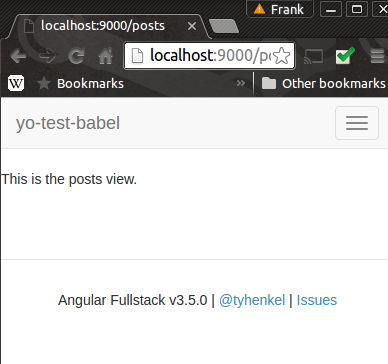 Frank
localhost:9000/posts
localhost:9000/po
W Bookmarks » Other bookmarks
yo-test-babel
This is the posts view.
Angular Fullstack v3.5.0 | @tyhenkel | Issues